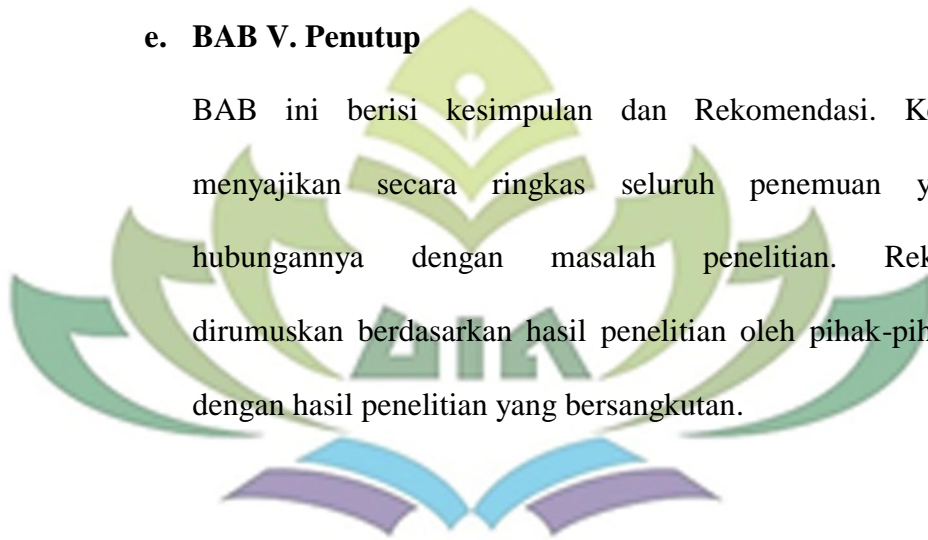 e. BAB V. Penutup
BAB ini berisi kesimpulan dan Rekomendasi.
menyajikan secara ringkas seluruh penemuan
hubungannya dengan masalah penelitian.
dirumuskan berdasarkan hasil penelitian oleh
dengan hasil penelitian yang bersangkutan.